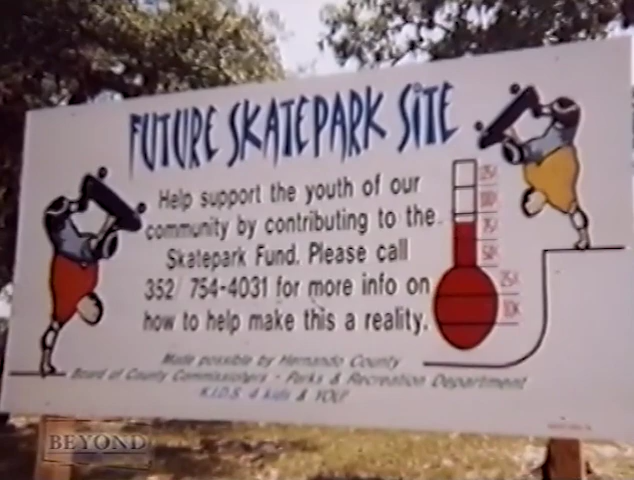 FUTURE SKATEPARK SITE
Help support the youth of our
community by contributing to the
Skatepark Fund. Please call
352/ 754-4031 for more info on
how to help make this a reality.
125K
100K
75K
50K
25K
10K
Made possible by Hernando County
Board of County Commissioners - Parks & Recreation Department
K.I.D.S. 4 kids & YOU!
BEYOND